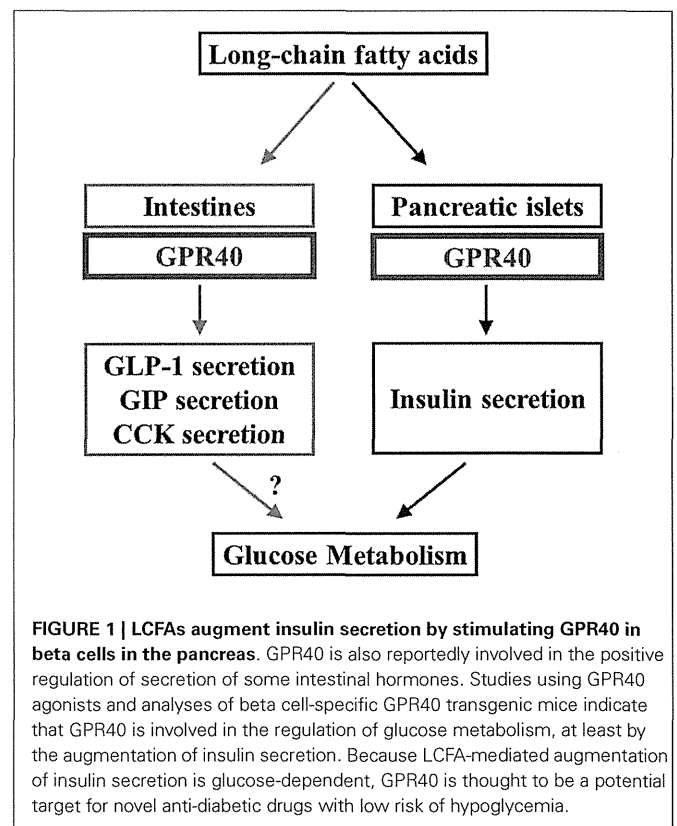 Long-chain fatty acids
Intestines
Pancreatic islets
GPR40
GPR40
GLP-1 secretion
GIP secretion
CCK secretion
Insulin secretion
?
Glucose Metabolism
FIGURE 1 | LCFAs augment insulin secretion by stimulating GPR40 in
beta cells in the pancreas. GPR40 is also reportedly involved in the positive
regulation of secretion of some intestinal hormones. Studies using GPR40
agonists and analyses of beta cell-specific GPR40 transgenic mice indicate
that GPR40 is involved in the regulation of glucose metabolism, at least by
the augmentation of insulin secretion. Because LCFA-mediated augmentation
of insulin secretion is glucose-dependent, GPR40 is thought to be a potential
target for novel anti-diabetic drugs with low risk of hypoglycemia.